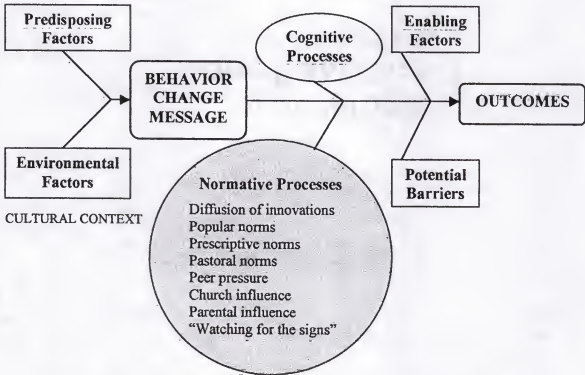 Predisposing
Factors
Cognitive
Processes
Enabling
Factors
BEHAVIOR
CHANGE
MESSAGE
OUTCOMES
Environmental
Factors
CULTURAL CONTEXT
Normative Processes
Diffusion of innovations
Popular norms
Prescriptive norms
Pastoral norms
Peer pressure
Church influence
Parental influence
“Watching for the signs”
Potential
Barriers